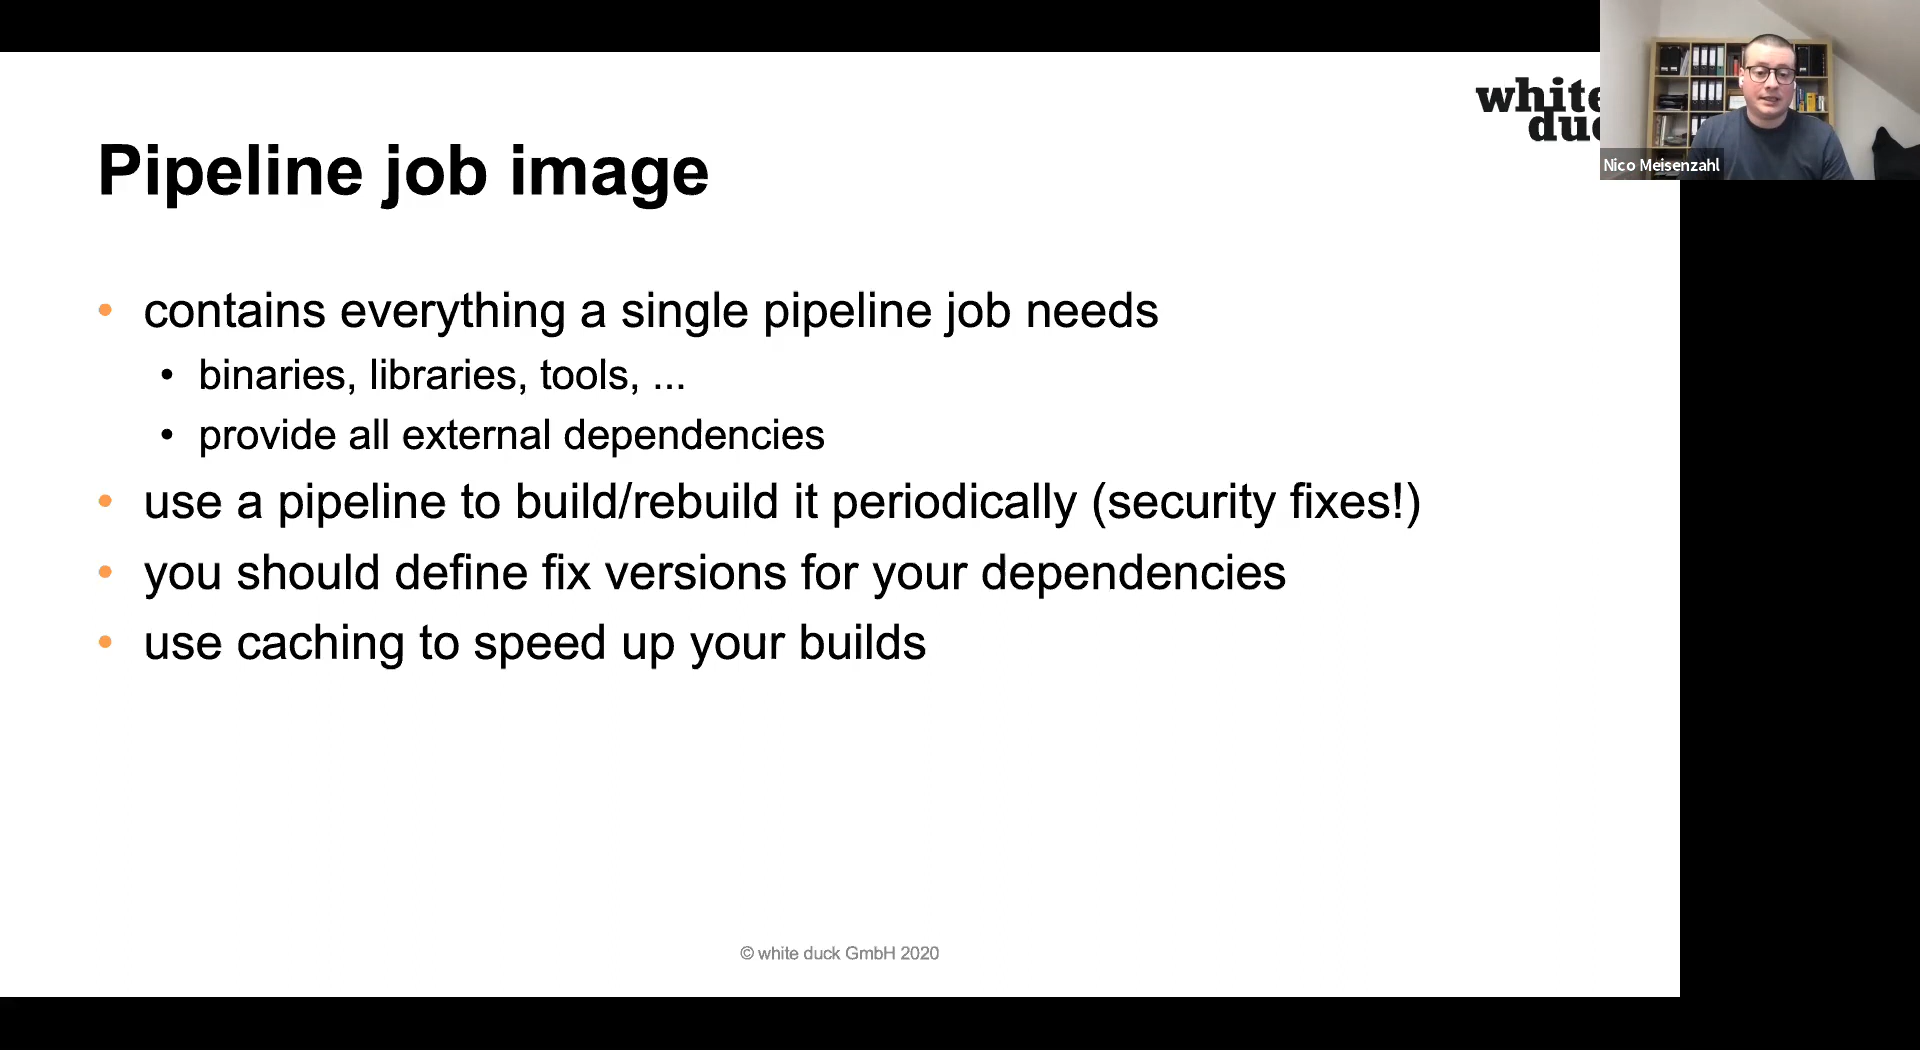 white
du
Nico Meisenzahl
Pipeline job image
• contains everything a single pipeline job needs
• binaries, libraries, tools, ...
• provide all external dependencies
• use a pipeline to build/rebuild it periodically (security fixes!)
• you should define fix versions for your dependencies
• use caching to speed up your builds
© white duck GmbH 2020